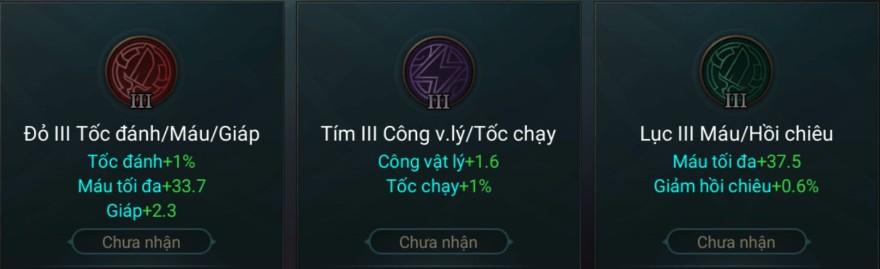 III
Đỏ III Tốc đánh/Máu/Giáp
Tốc đánh+1%
Máu tối đa+33.7
Giáp+2.3
Chưa nhận
III
Tím III Công v.lý/Tốc chạy
Công vật lý+1.6
Tốc chạy+1%
Chưa nhận
III
Lục III Máu/Hồi chiêu
Máu tối đa+37.5
Giảm hồi chiêu+0.6%
Chưa nhận